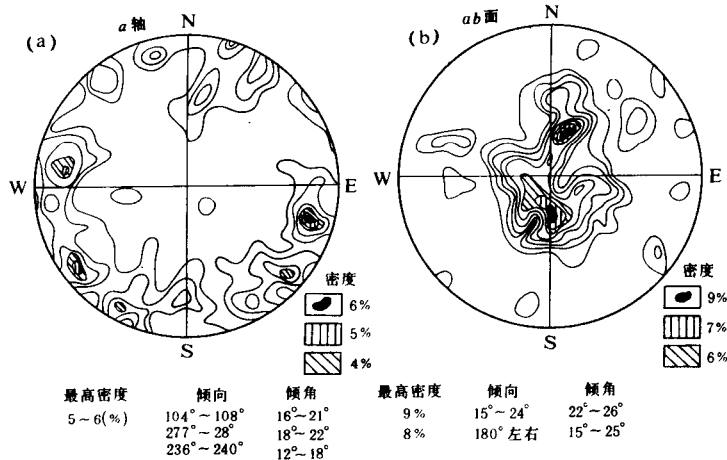 (a)
a轴
N
W
E
S
密度
6%
5%
4%
(b)
ab面
N
W
E
S
密度
9%
7%
6%
最高密度 倾向 倾角
5～6(%) 104°～108° 16°～21°
277°～28° 18°～22°
236°～240° 12°～18°
最高密度 倾向 倾角
9% 15°～24° 22°～26°
8% 180°左右 15°～25°